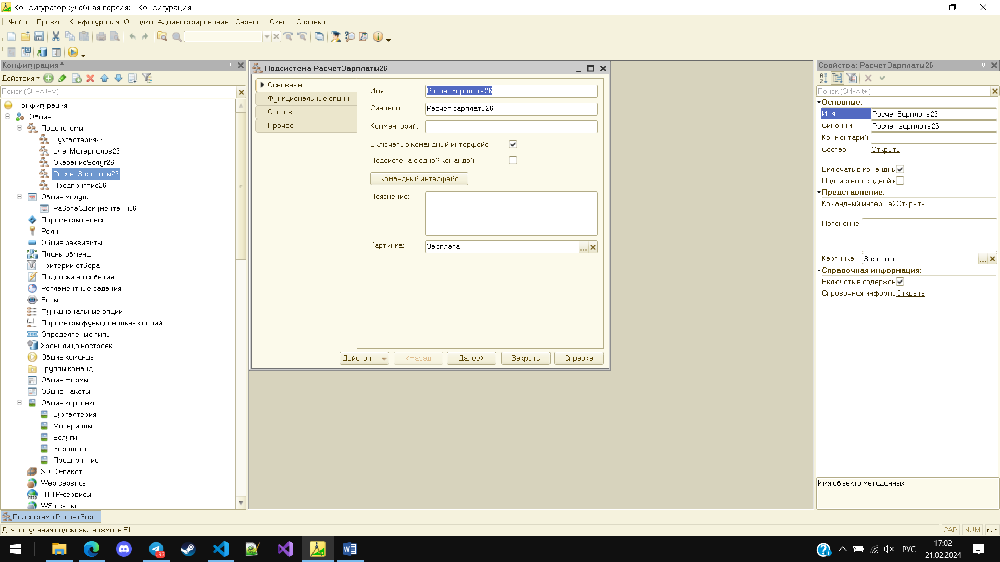 Конфигуратор (учебная версия) - Конфигурация
Файл Правка Конфигурация Отладка Администрирование Сервис Окна Справка
Конфигурация *
Действия
Поиск (Ctrl+Alt+M)
Конфигурация
Общие
Подсистемы
Бухгалтерия26
УчетМатериалов26
ОказаниеУслуг26
РасчетЗарплаты26
Предприятие26
Общие модули
РаботаСДокументами26
Параметры сеанса
Роли
Общие реквизиты
Планы обмена
Критерии отбора
Подписки на события
Регламентные задания
Боты
Функциональные опции
Параметры функциональных опций
Определяемые типы
Хранилища настроек
Общие команды
Группы команд
Общие формы
Общие макеты
Общие картинки
Бухгалтерия
Материалы
Услуги
Зарплата
Предприятие
XDTO-пакеты
Web-сервисы
HTTP-сервисы
WS-ссылки
Подсистема РасчетЗарплаты26
Основные
Функциональные опции
Состав
Прочее
Имя: РасчетЗарплаты26
Синоним: Расчет зарплаты26
Комментарий:
Включать в командный интерфейс
Подсистема с одной командой
Командный интерфейс
Пояснение:
Картинка: Зарплата ...
Действия <Назад Далее> Закрыть Справка
Свойства: РасчетЗарплаты26
Поиск (Ctrl+Alt+I)
Основные:
Имя РасчетЗарплаты26
Синоним Расчет зарплаты26
Комментарий
Состав Открыть
Включать в командны
Подсистема с одной к
Представление:
Командный интерфей Открыть
Пояснение
Картинка Зарплата ...
Справочная информация:
Включать в содержан
Справочная информа Открыть
Имя объекта метаданных
Подсистема РасчетЗар...
Для получения подсказки нажмите F1
CAP NUM ru
93
РУС
17:02
21.02.2024